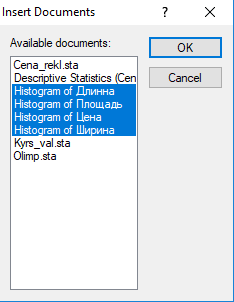 Insert Documents ? ×
Available documents:
OK
Cancel
Cena_rekl.sta
Descriptive Statistics (Cen
Histogram of Длинна
Histogram of Площадь
Histogram of Цена
Histogram of Ширина
Kyrs_val.sta
Olimp.sta